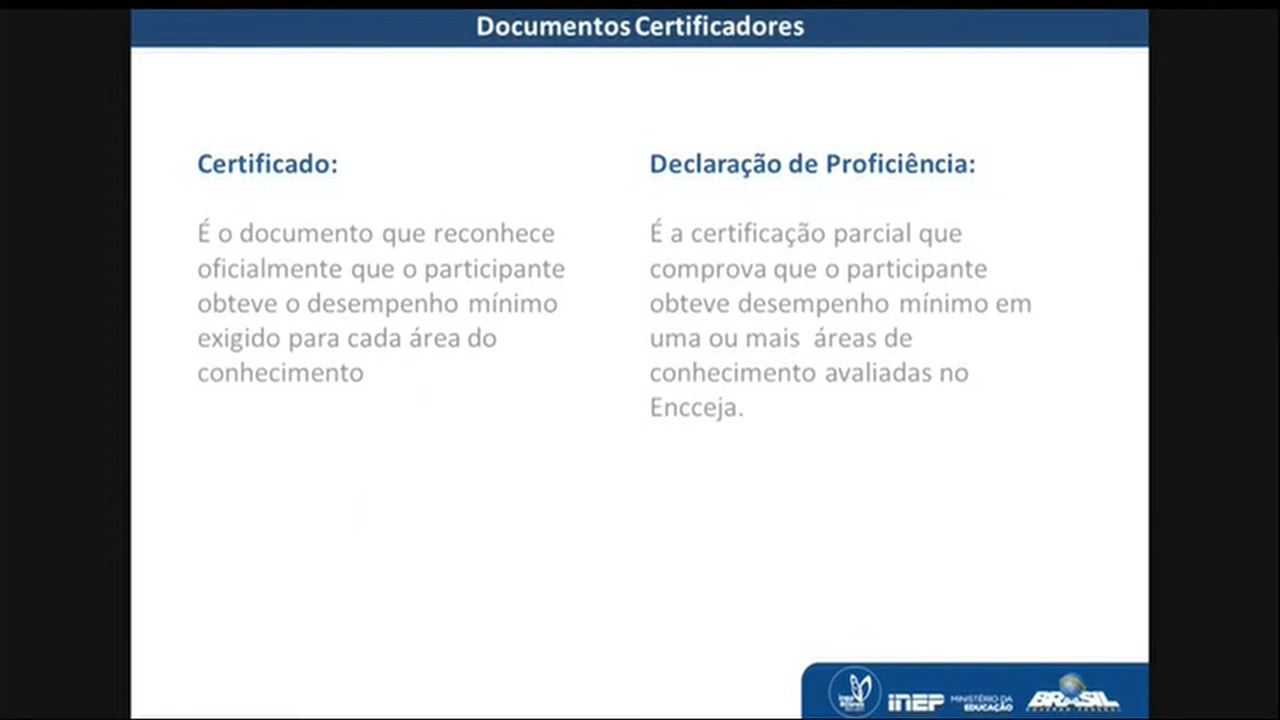 Documentos Certificadores
Certificado:
É o documento que reconhece
oficialmente que o participante
obteve o desempenho mínimo
exigido para cada área do
conhecimento
Declaração de Proficiência:
É a certificação parcial que
comprova que o participante
obteve desempenho mínimo em
uma ou mais áreas de
conhecimento avaliadas no
Encceja.
inep
MINISTÉRIO DA
EDUCAÇÃO
BRASIL